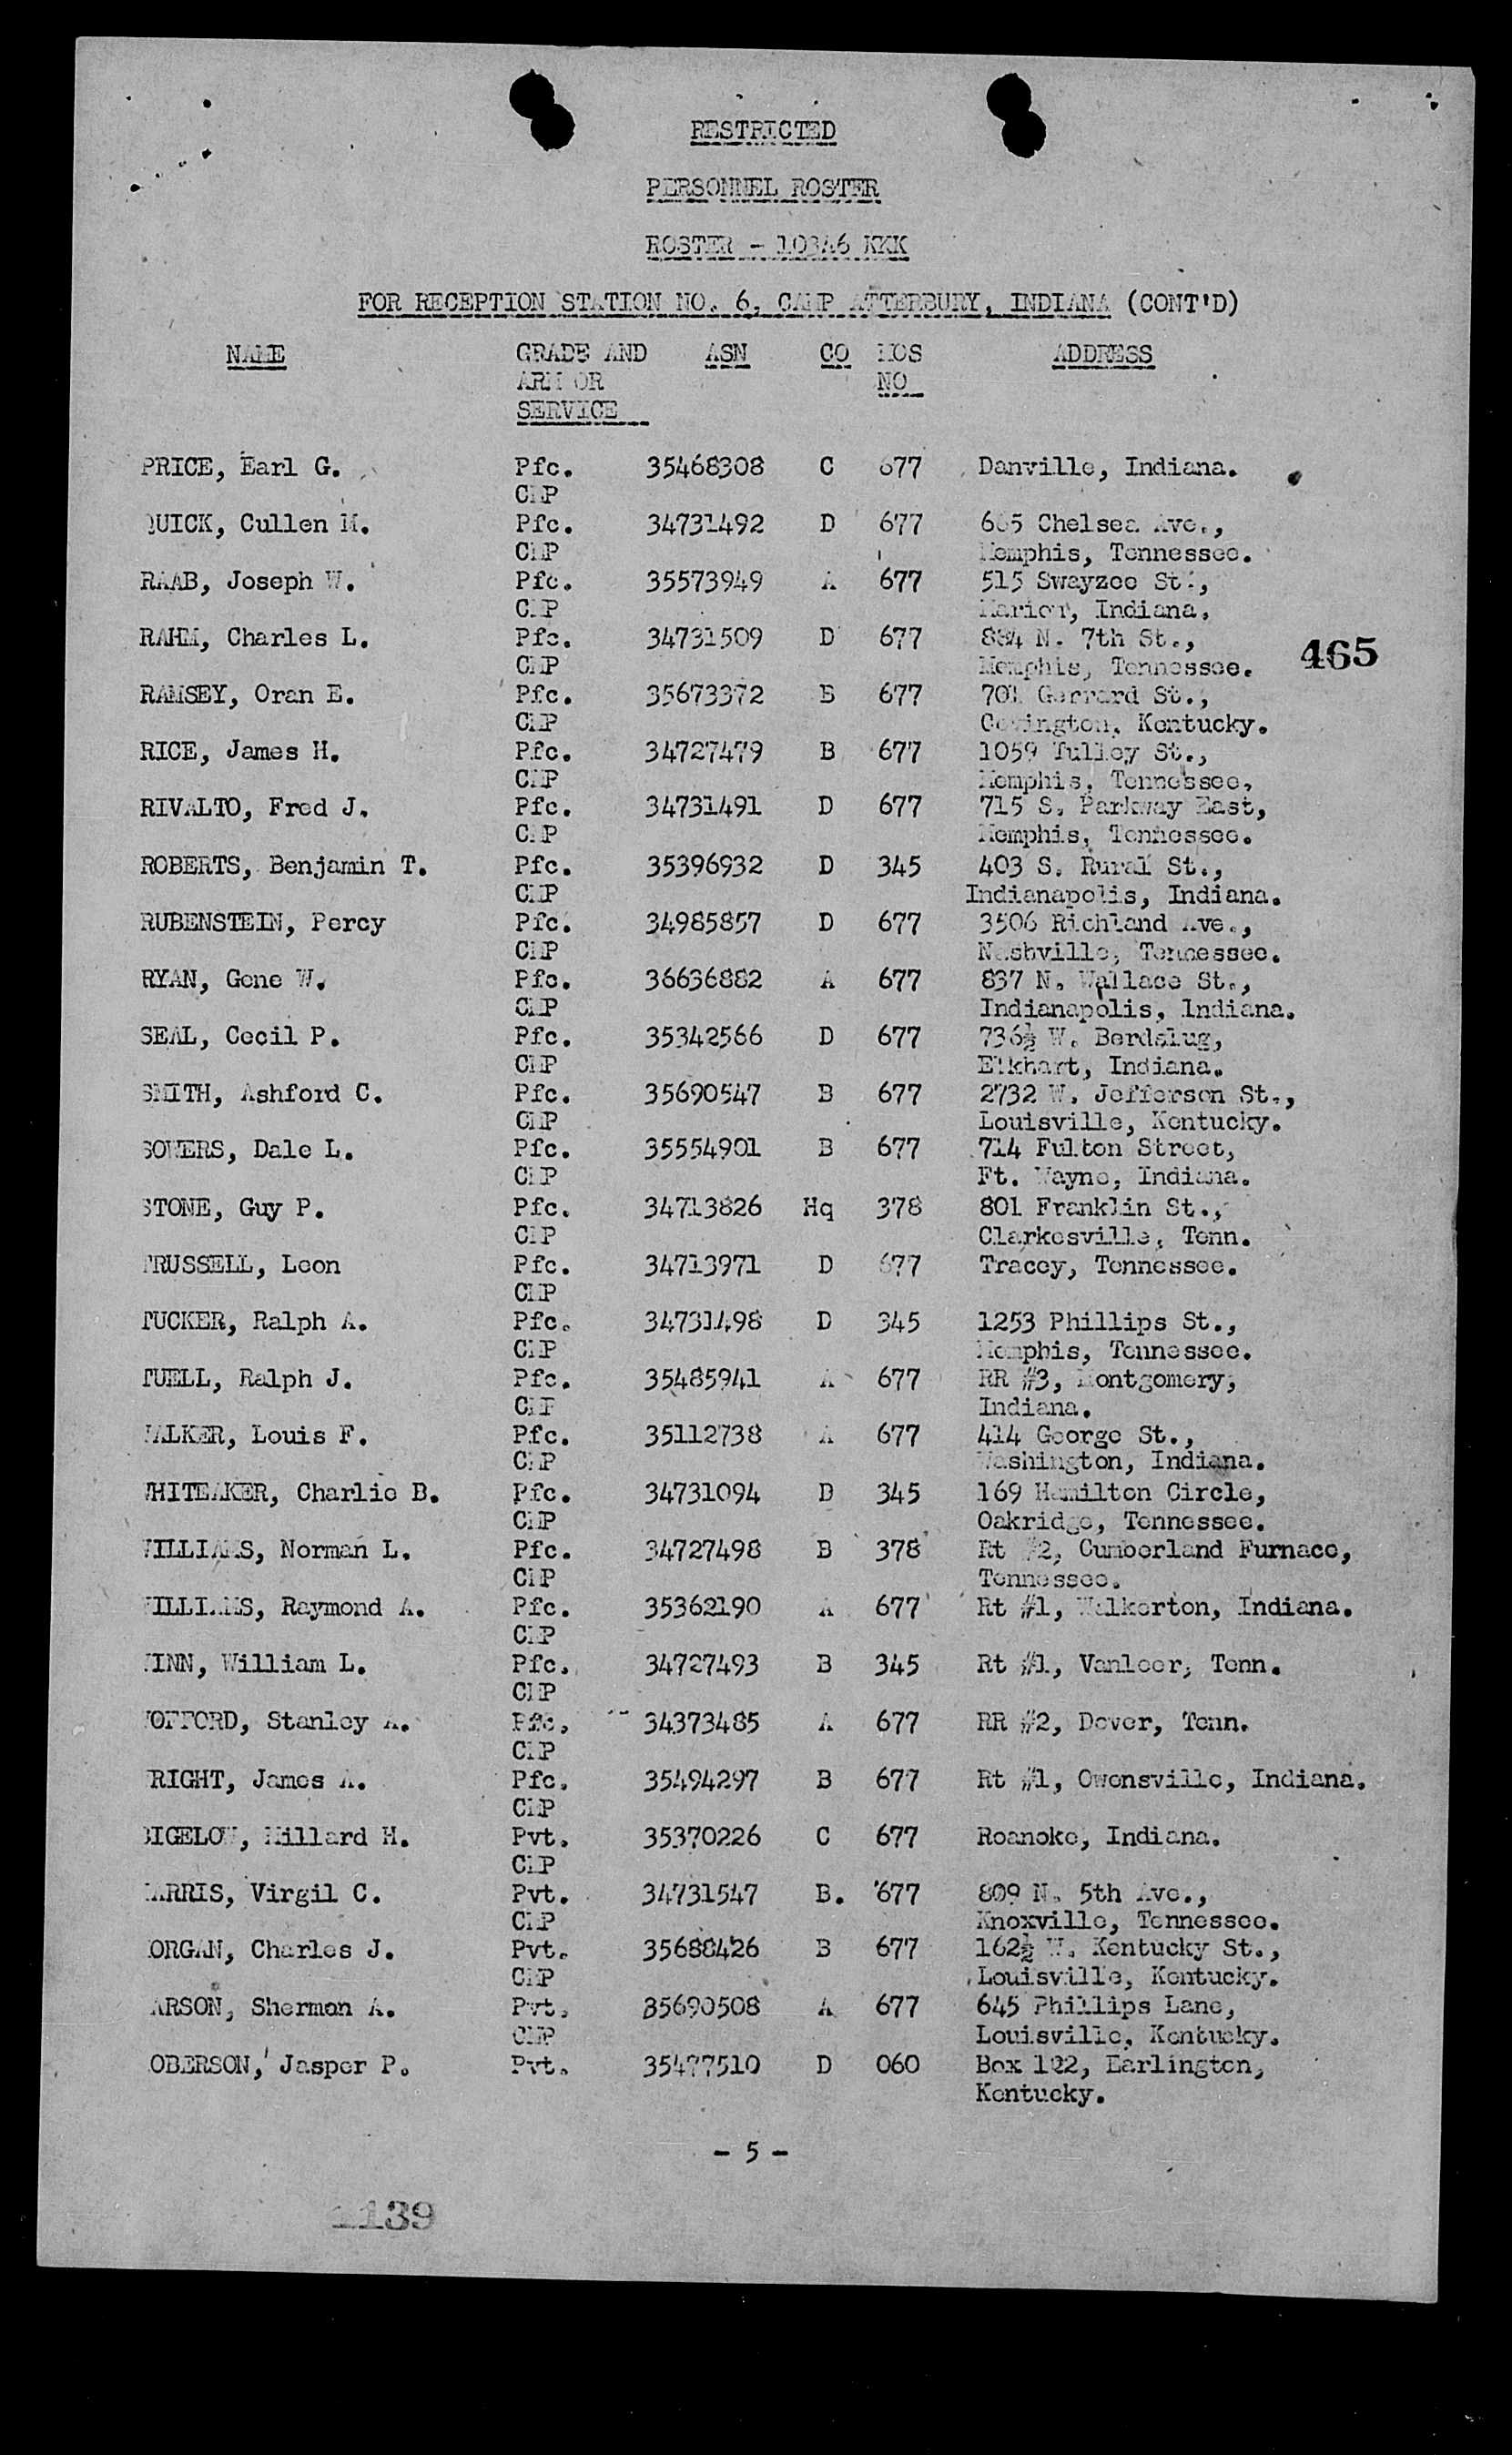 RESTRICTED
PERSONNEL ROSTER
ROSTER - 10346 KKK
FOR RECEPTION STATION NO. 6, CAMP ATTERBURY, INDIANA (CONT'D)
NAME GRADE AND ASN CO MOS ADDRESS
ARM OR NO
SERVICE
PRICE, Earl G. Pfc. 35468308 C 677 Danville, Indiana.
CMP
QUICK, Cullen M. Pfc. 34731492 D 677 Chelsea Ave.,
CMP Memphis, Tennessee.
RAAB, Joseph W. Pfc. 35573949 A 677 515 Swayzee St.,
CMP Marion, Indiana.
RAHM, Charles L. Pfc. 34731509 D 677 884 N. 7th St.,
465
CMP Memphis, Tennessee.
RAMSEY, Oran E. Pfc. 35673372 B 677 Garrard St.,
CMP Covington, Kentucky.
RICE, James H. Pfc. 34727479 B 677 1059 Tulley St.,
CMP Memphis, Tennessee.
RIVALTO, Fred J. Pfc. 34731491 D 677 715 S. Parkway East,
CMP Memphis, Tennessee.
ROBERTS, Benjamin T. Pfc. 35396932 D 345 403 S. Rural St.,
CMP Indianapolis, Indiana.
RUBENSTEIN, Percy Pfc. 34985857 D 677 3506 Richland Ave.,
CMP Nashville, Tennessee.
RYAN, Gene W. Pfc. 36636882 A 677 837 N. Wallace St.,
CMP Indianapolis, Indiana.
SEAL, Cecil P. Pfc. 35342566 D 677 736½ W. Berdslug,
CMP Elkhart, Indiana.
SMITH, Ashford C. Pfc. 35690547 B 677 2732 W. Jefferson St.,
CMP Louisville, Kentucky.
SOWERS, Dale L. Pfc. 35554901 B 677 714 Fulton Street,
CMP Ft. Wayne, Indiana.
STONE, Guy P. Pfc. 34713826 Hq 378 801 Franklin St.,
CMP Clarkesville, Tenn.
TRUSSELL, Leon Pfc. 34713971 D 677 Tracey, Tennessee.
CMP
TUCKER, Ralph A. Pfc. 34731498 D 345 1253 Phillips St.,
CMP Memphis, Tennessee.
TUELL, Ralph J. Pfc. 35485941 A 677 RR #3, Montgomery,
CMP Indiana.
WALKER, Louis F. Pfc. 35112738 A 677 414 George St.,
CMP Washington, Indiana.
WHITEAKER, Charlie B. Pfc. 34731094 D 345 169 Hamilton Circle,
CMP Oakridge, Tennessee.
WILLIAMS, Norman L. Pfc. 34727498 B 378 Rt #2, Cumberland Furnace,
CMP Tennessee.
WILLIAMS, Raymond A. Pfc. 35362190 A 677 Rt #1, Walkerton, Indiana.
CMP
WINN, William L. Pfc. 34727493 B 345 Rt #1, Vanleer, Tenn.
CMP
WOFFORD, Stanley A. Pfc. 34373485 A 677 RR #2, Dover, Tenn.
CMP
WRIGHT, James A. Pfc. 35494297 B 677 Rt #1, Owensville, Indiana.
CMP
BIGELOW, Millard H. Pvt. 35370226 C 677 Roanoke, Indiana.
CMP
HARRIS, Virgil C. Pvt. 34731547 B. 677 809 N. 5th Ave.,
CMP Knoxville, Tennessee.
MORGAN, Charles J. Pvt. 35688426 B 677 162½ W. Kentucky St.,
CMP Louisville, Kentucky.
ARSON, Sherman A. Pvt. 35690508 A 677 645 Phillips Lane,
CMP Louisville, Kentucky.
OBERSON, Jasper P. Pvt. 35477510 D 060 Box 122, Earlington,
Kentucky.
- 5 -
1139